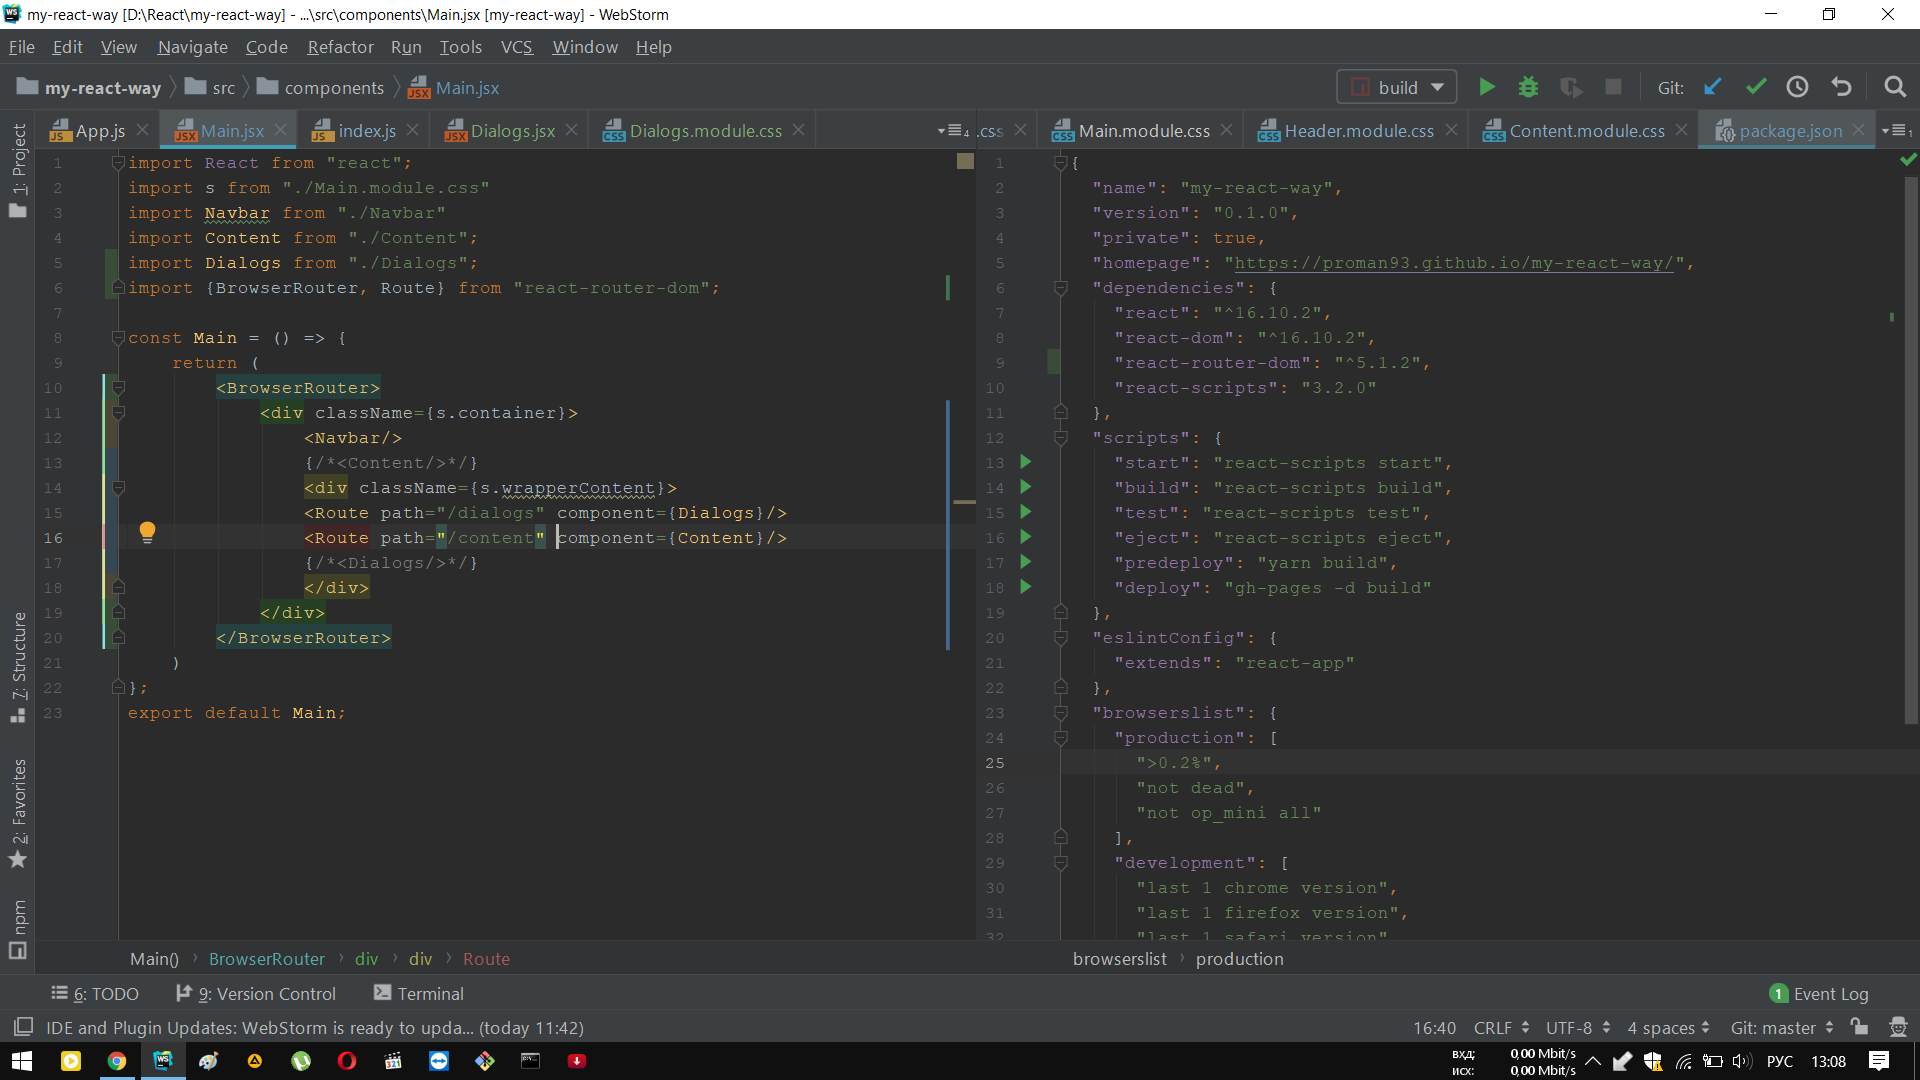 my-react-way [D:\React\my-react-way] - ...\src\components\Main.jsx [my-react-way] - WebStorm
File Edit View Navigate Code Refactor Run Tools VCS Window Help
my-react-way src components Main.jsx build Git:
App.js Main.jsx index.js Dialogs.jsx Dialogs.module.css 4 .css Main.module.css Header.module.css Content.module.css package.json 1
1: Project
7: Structure
2: Favorites
npm
1 import React from "react";
2 import s from "./Main.module.css"
3 import Navbar from "./Navbar"
4 import Content from "./Content";
5 import Dialogs from "./Dialogs";
6 import {BrowserRouter, Route} from "react-router-dom";
7
8 const Main = () => {
9 return (
10 <BrowserRouter>
11 <div className={s.container}>
12 <Navbar/>
13 {/*<Content/>*/}
14 <div className={s.wrapperContent}>
15 <Route path="/dialogs" component={Dialogs}/>
16 <Route path="/content" component={Content}/>
17 {/*<Dialogs/>*/}
18 </div>
19 </div>
20 </BrowserRouter>
21 )
22 };
23 export default Main;
1 {
2 "name": "my-react-way",
3 "version": "0.1.0",
4 "private": true,
5 "homepage": "https://proman93.github.io/my-react-way/",
6 "dependencies": {
7 "react": "^16.10.2",
8 "react-dom": "^16.10.2",
9 "react-router-dom": "^5.1.2",
10 "react-scripts": "3.2.0"
11 },
12 "scripts": {
13 "start": "react-scripts start",
14 "build": "react-scripts build",
15 "test": "react-scripts test",
16 "eject": "react-scripts eject",
17 "predeploy": "yarn build",
18 "deploy": "gh-pages -d build"
19 },
20 "eslintConfig": {
21 "extends": "react-app"
22 },
23 "browserslist": {
24 "production": [
25 ">0.2%",
26 "not dead",
27 "not op_mini all"
28 ],
29 "development": [
30 "last 1 chrome version",
31 "last 1 firefox version",
32 "last 1 safari version"
Main() BrowserRouter div div Route
browserslist production
6: TODO 9: Version Control Terminal 1 Event Log
IDE and Plugin Updates: WebStorm is ready to upda... (today 11:42) 16:40 CRLF UTF-8 4 spaces Git: master
вхд: 0,00 Mbit/s
исх: 0,00 Mbit/s
РУС 13:08